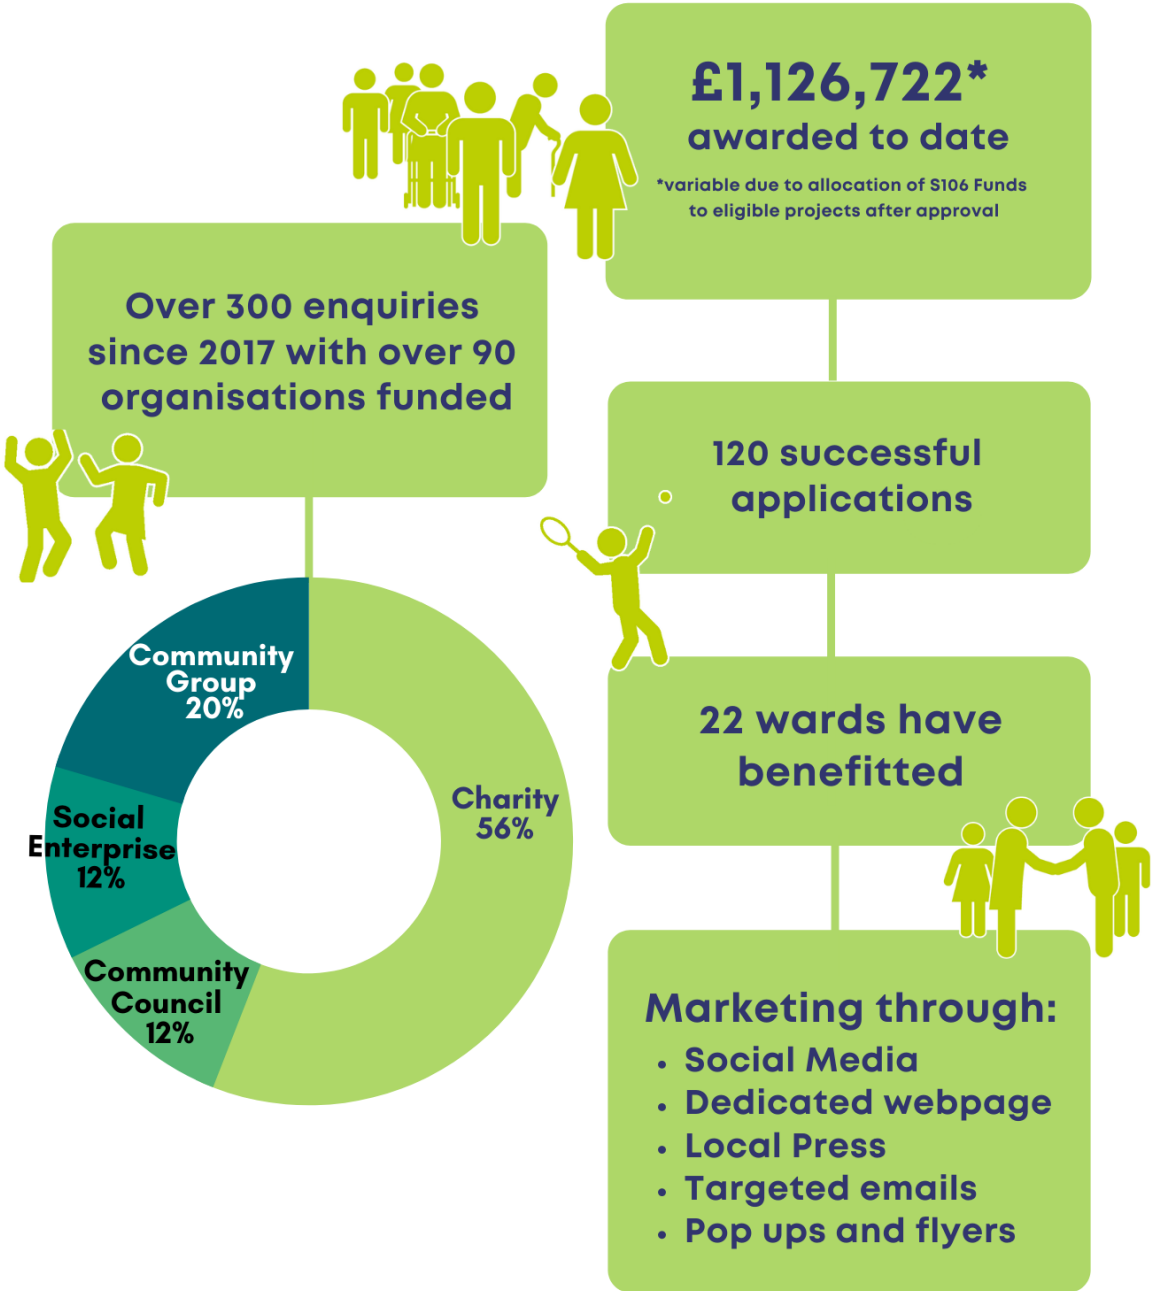 £1,126,722*
awarded to date
*variable due to allocation of S106 Funds
to eligible projects after approval
Over 300 enquiries
since 2017 with over 90
organisations funded
120 successful
applications
22 wards have
benefitted
Community
Group
20%
Charity
56%
Social
Enterprise
12%
Community
Council
12%
Marketing through:
• Social Media
• Dedicated webpage
• Local Press
• Targeted emails
• Pop ups and flyers